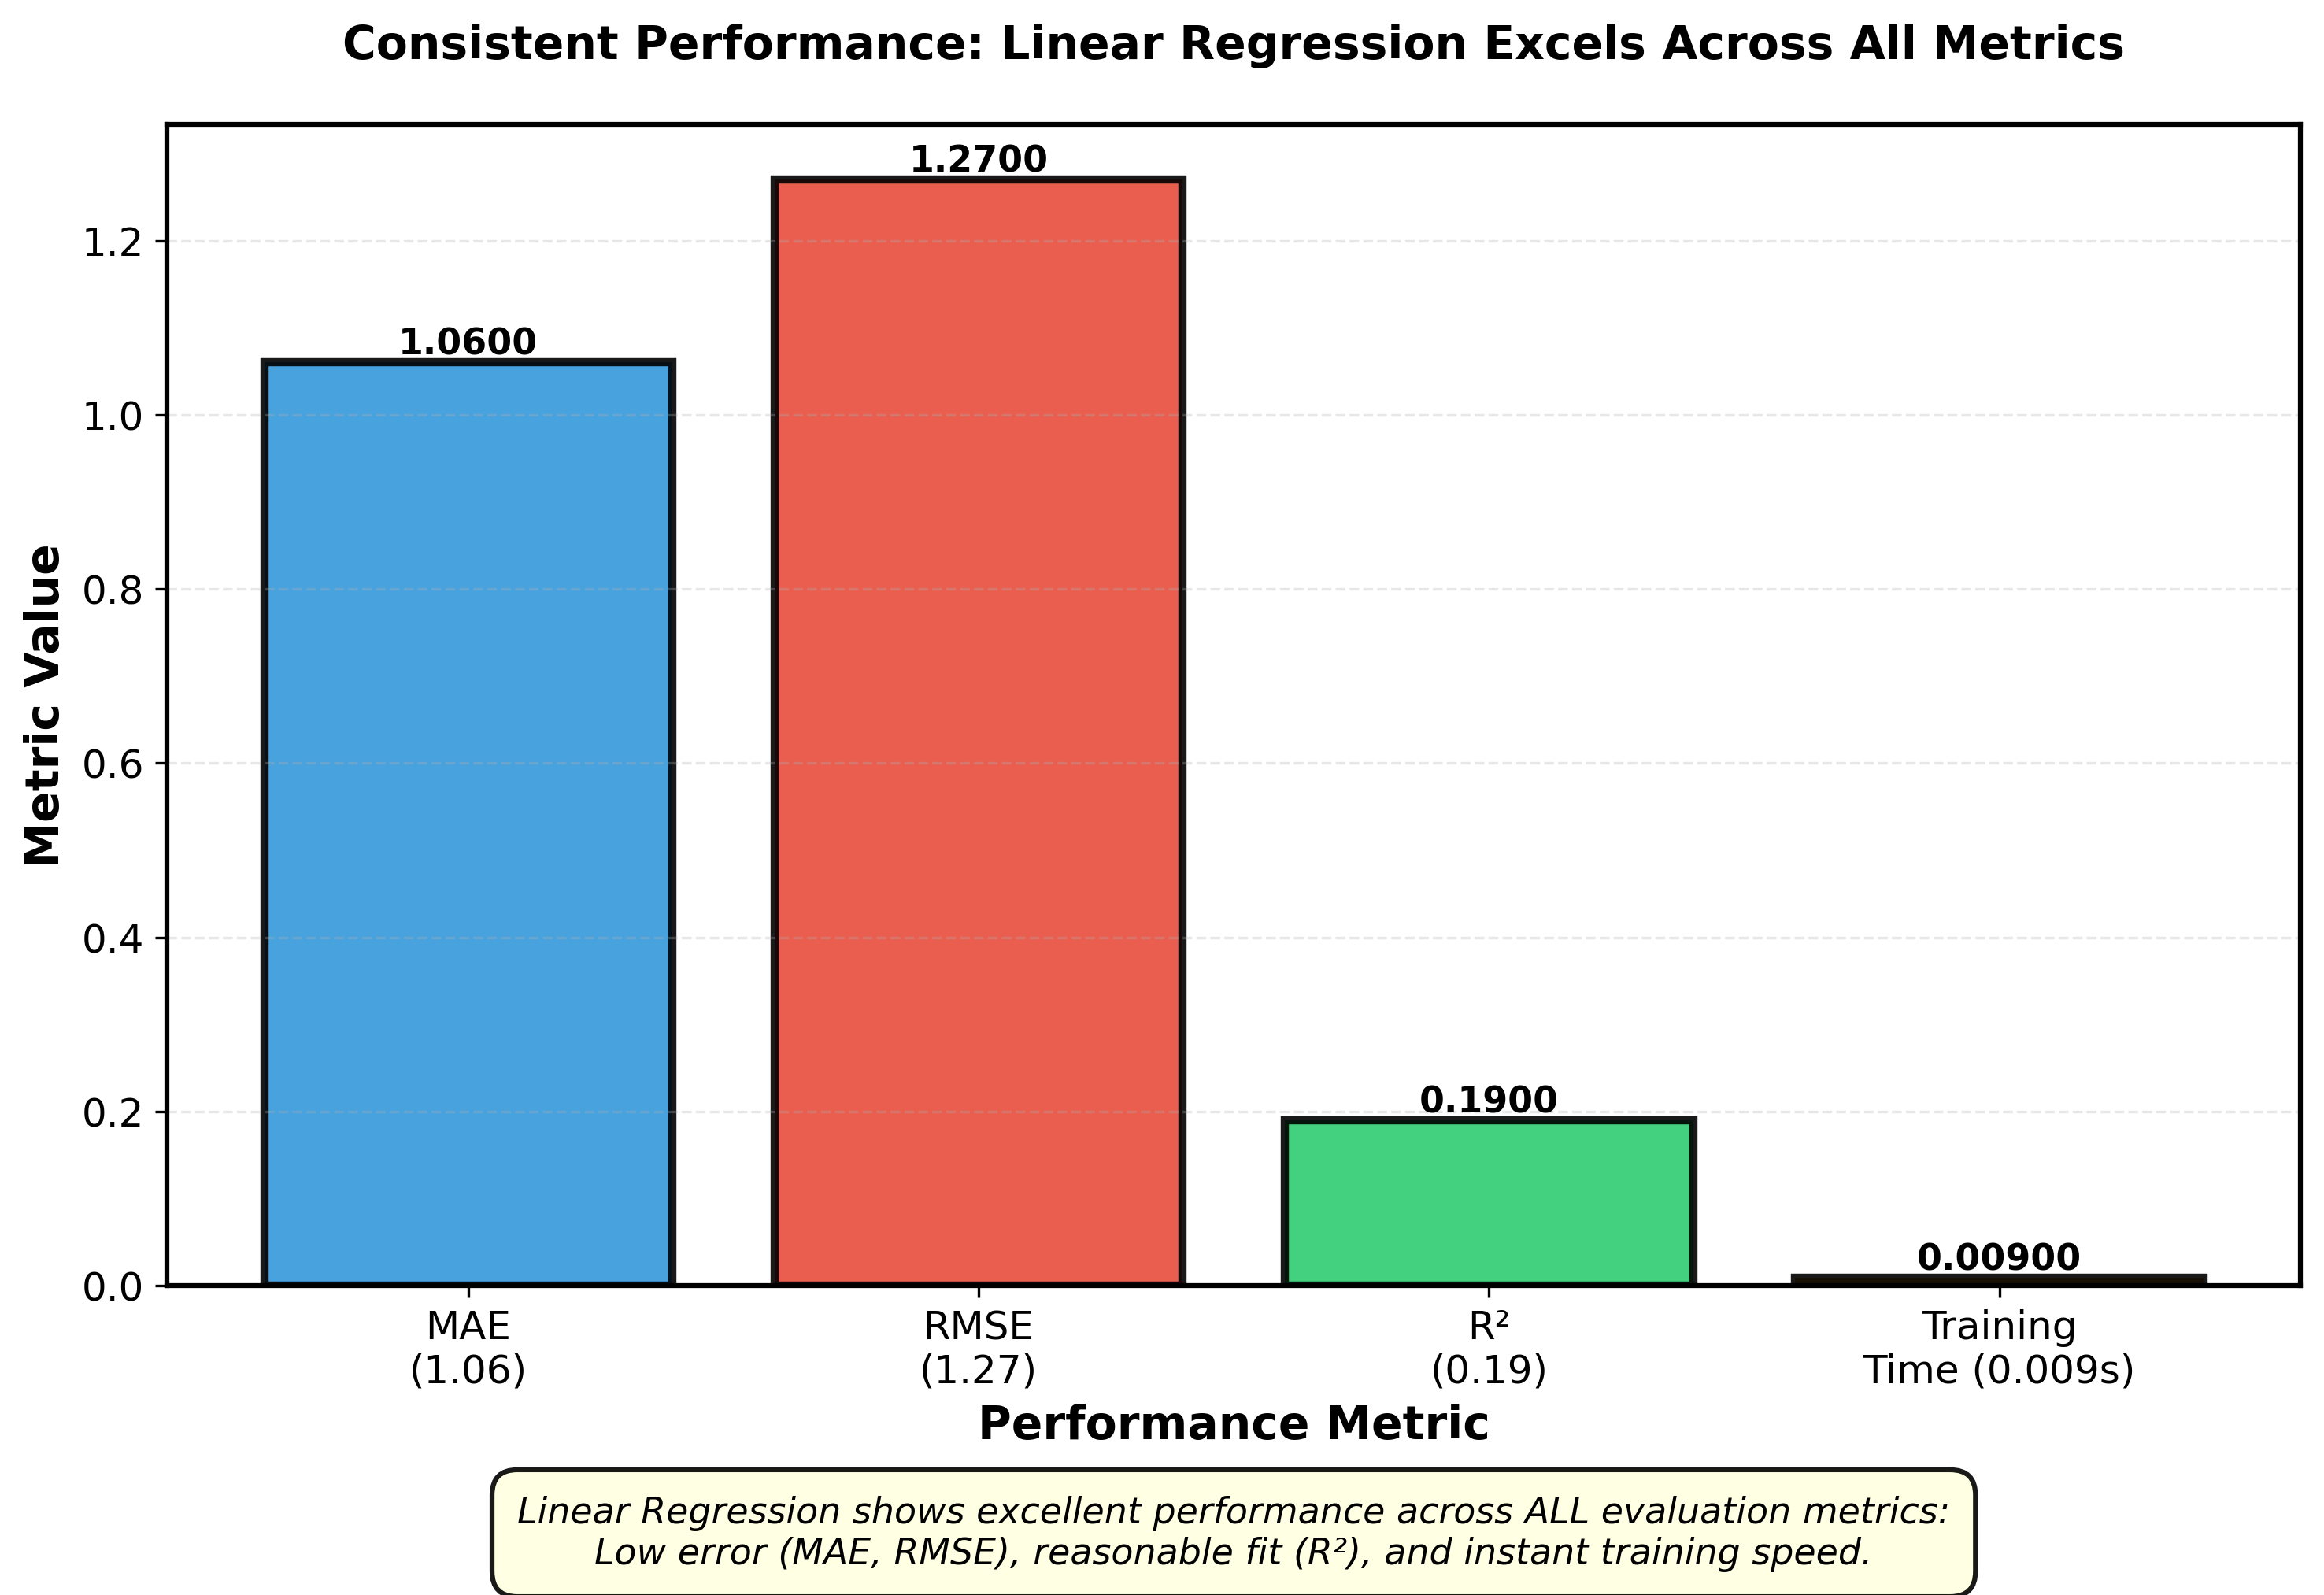 Consistent Performance: Linear Regression Excels Across All Metrics
Metric Value
1.2
1.0
0.8
0.6
0.4
0.2
0.0
1.0600
1.2700
0.1900
0.00900
MAE
(1.06)
RMSE
(1.27)
R²
(0.19)
Training
Time (0.009s)
Performance Metric
Linear Regression shows excellent performance across ALL evaluation metrics:
Low error (MAE, RMSE), reasonable fit (R²), and instant training speed.